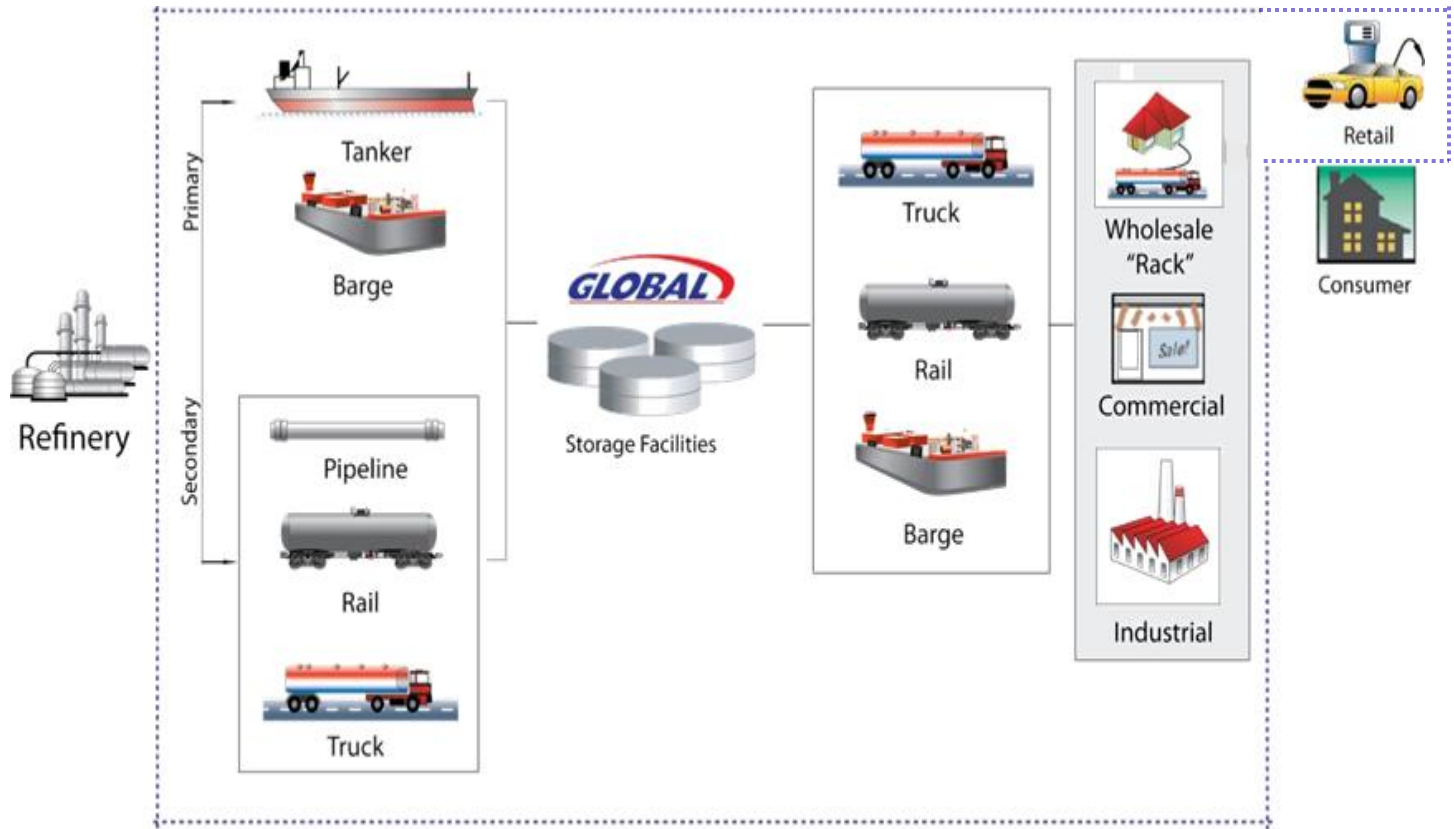 Refinery
Primary
Secondary
Tanker
Barge
Pipeline
Rail
Truck
GLOBAL
Storage Facilities
Truck
Rail
Barge
Wholesale
“Rack”
Sale!
Commercial
Industrial
Retail
Consumer